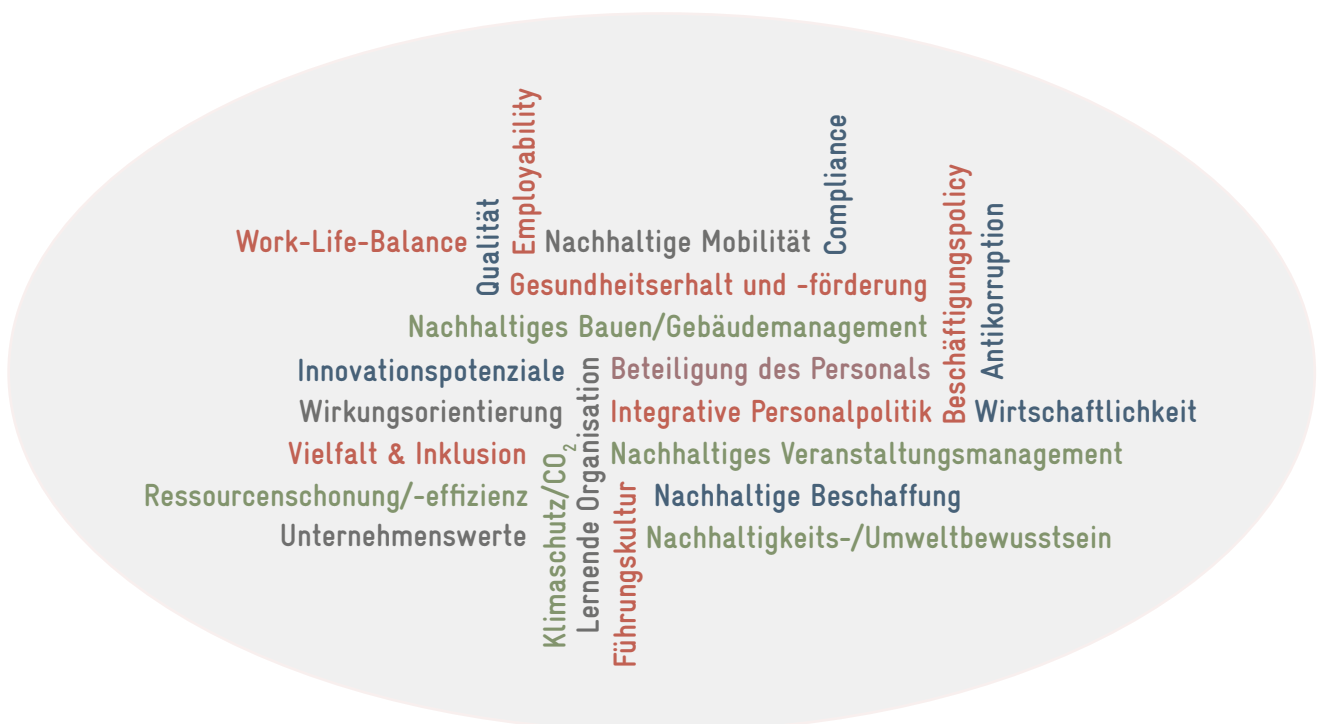 Employability
Compliance
Qualität
Work-Life-Balance
Nachhaltige Mobilität
Beschäftigungspolicy
Antikorruption
Gesundheitserhalt und -förderung
Nachhaltiges Bauen/Gebäudemanagement
Innovationspotenziale
Beteiligung des Personals
Wirkungsorientierung
Integrative Personalpolitik
Wirtschaftlichkeit
Vielfalt & Inklusion
Nachhaltiges Veranstaltungsmanagement
Ressourcenschonung/-effizienz
Klimaschutz/CO₂
Lernende Organisation
Führungskultur
Nachhaltige Beschaffung
Unternehmenswerte
Nachhaltigkeits-/Umweltbewusstsein